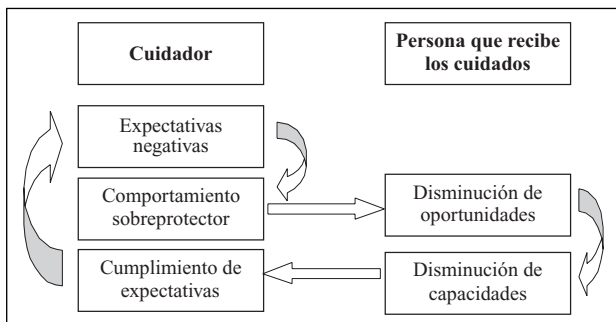 Cuidador
Persona que recibe
los cuidados
Expectativas
negativas
Comportamiento
sobreprotector
Disminución de
oportunidades
Cumplimiento de
expectativas
Disminución de
capacidades